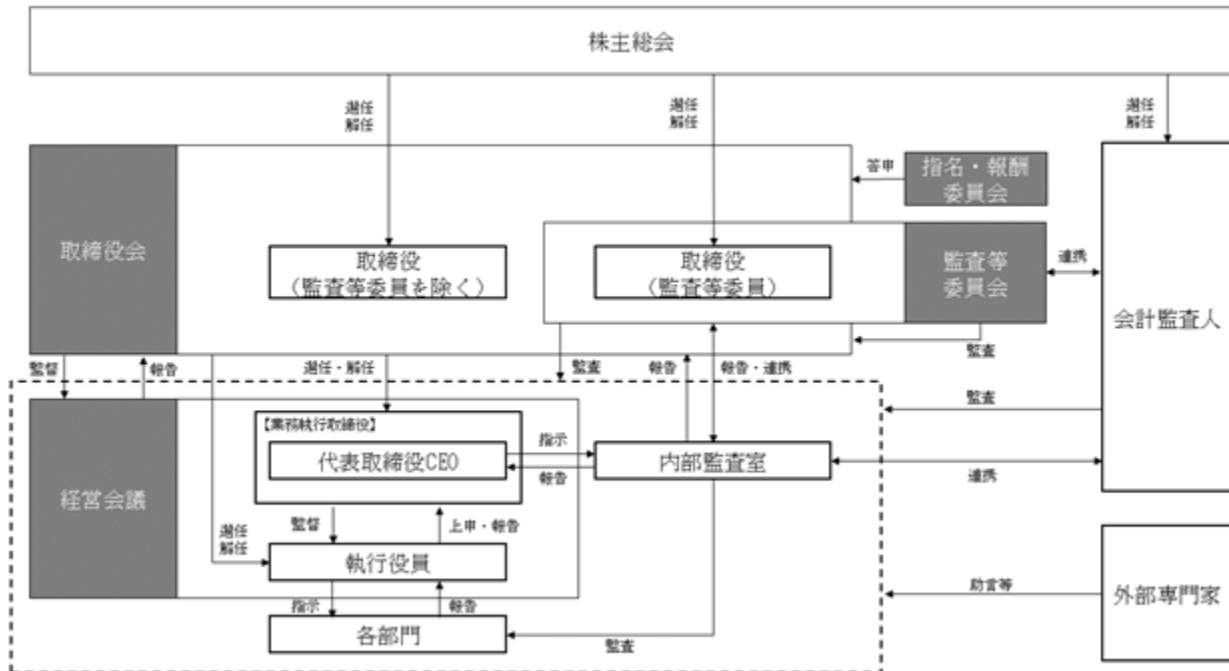 株主総会
選任
解任
選任
解任
選任
解任
答申
指名・報酬
委員会
取締役会
取締役
（監査等委員を除く）
取締役
（監査等委員）
監査等
委員会
連携
会計監査人
監督
報告
選任・解任
監査
報告
報告・連携
監査
監査
【業務執行取締役】
代表取締役CEO
指示
報告
内部監査室
連携
経営会議
選任
解任
監督
上申・報告
執行役員
指示
報告
各部門
監査
助言等
外部専門家